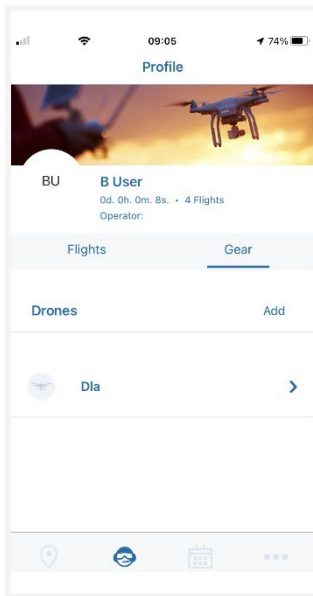 09:05
74%
Profile
BU
B User
0d. 0h. 0m. 8s. • 4 Flights
Operator:
Flights
Gear
Drones
Add
Dla